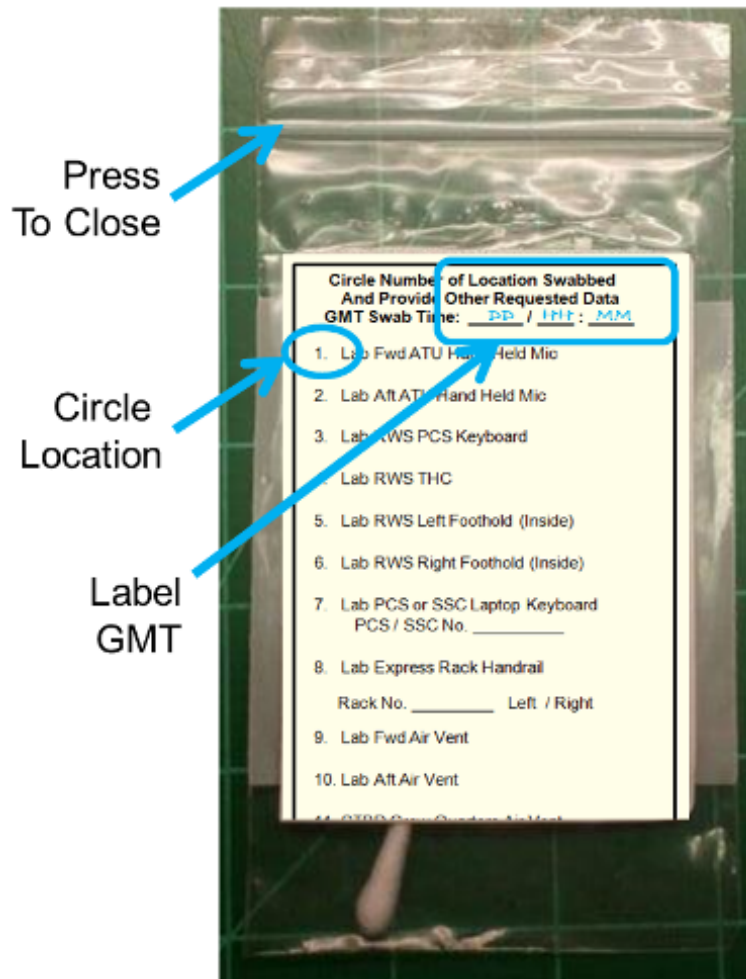 Press
To Close
Circle Number of Location Swabbed
And Provide Other Requested Data
GMT Swab Time: DD / HH : MM
1. Lab Fwd ATU Hand Held Mic
Circle
Location
2. Lab Aft ATU Hand Held Mic
3. Lab RWS PCS Keyboard
Lab RWS THC
5. Lab RWS Left Foothold (Inside)
6. Lab RWS Right Foothold (Inside)
Label
GMT
7. Lab PCS or SSC Laptop Keyboard
PCS / SSC No. ________
8. Lab Express Rack Handrail
Rack No. ________ Left / Right
9. Lab Fwd Air Vent
10. Lab Aft Air Vent